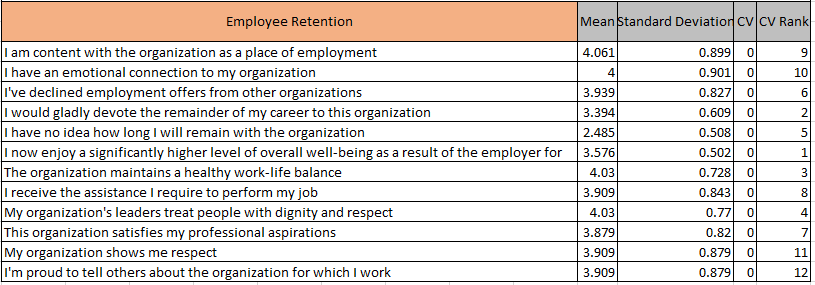 Employee Retention Mean Standard Deviation CV CV Rank
I am content with the organization as a place of employment 4.061 0.899 0 9
I have an emotional connection to my organization 4 0.901 0 10
I've declined employment offers from other organizations 3.939 0.827 0 6
I would gladly devote the remainder of my career to this organization 3.394 0.609 0 2
I have no idea how long I will remain with the organization 2.485 0.508 0 5
I now enjoy a significantly higher level of overall well-being as a result of the employer for 3.576 0.502 0 1
The organization maintains a healthy work-life balance 4.03 0.728 0 3
I receive the assistance I require to perform my job 3.909 0.843 0 8
My organization's leaders treat people with dignity and respect 4.03 0.77 0 4
This organization satisfies my professional aspirations 3.879 0.82 0 7
My organization shows me respect 3.909 0.879 0 11
I'm proud to tell others about the organization for which I work 3.909 0.879 0 12